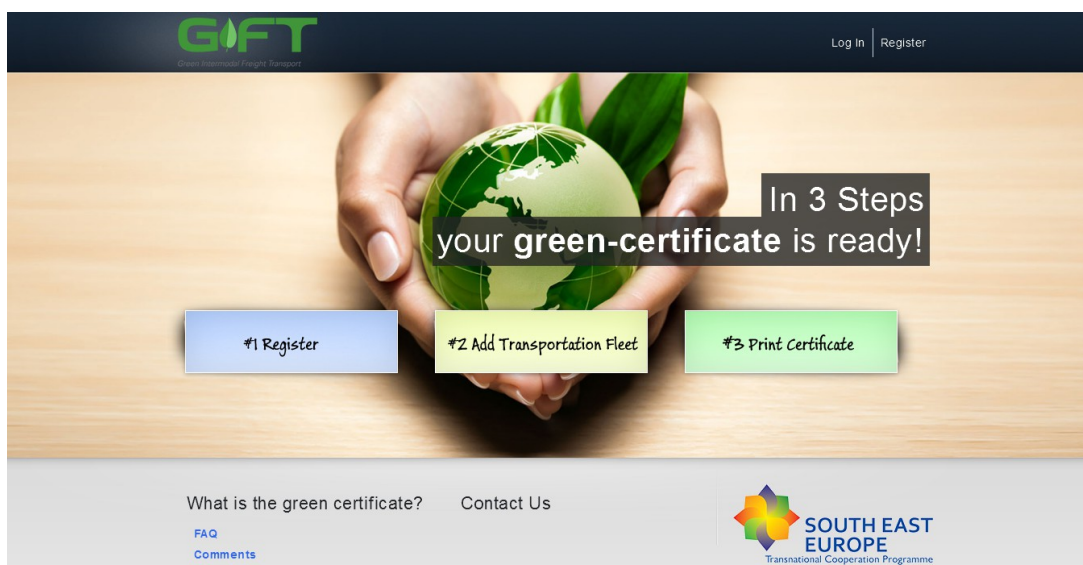 GIFT
Green Intermodal Freight Transport
Log In
Register
In 3 Steps
your green-certificate is ready!
#1 Register
#2 Add Transportation Fleet
#3 Print Certificate
What is the green certificate?
Contact Us
FAQ
Comments
SOUTH EAST
EUROPE
Transnational Cooperation Programme